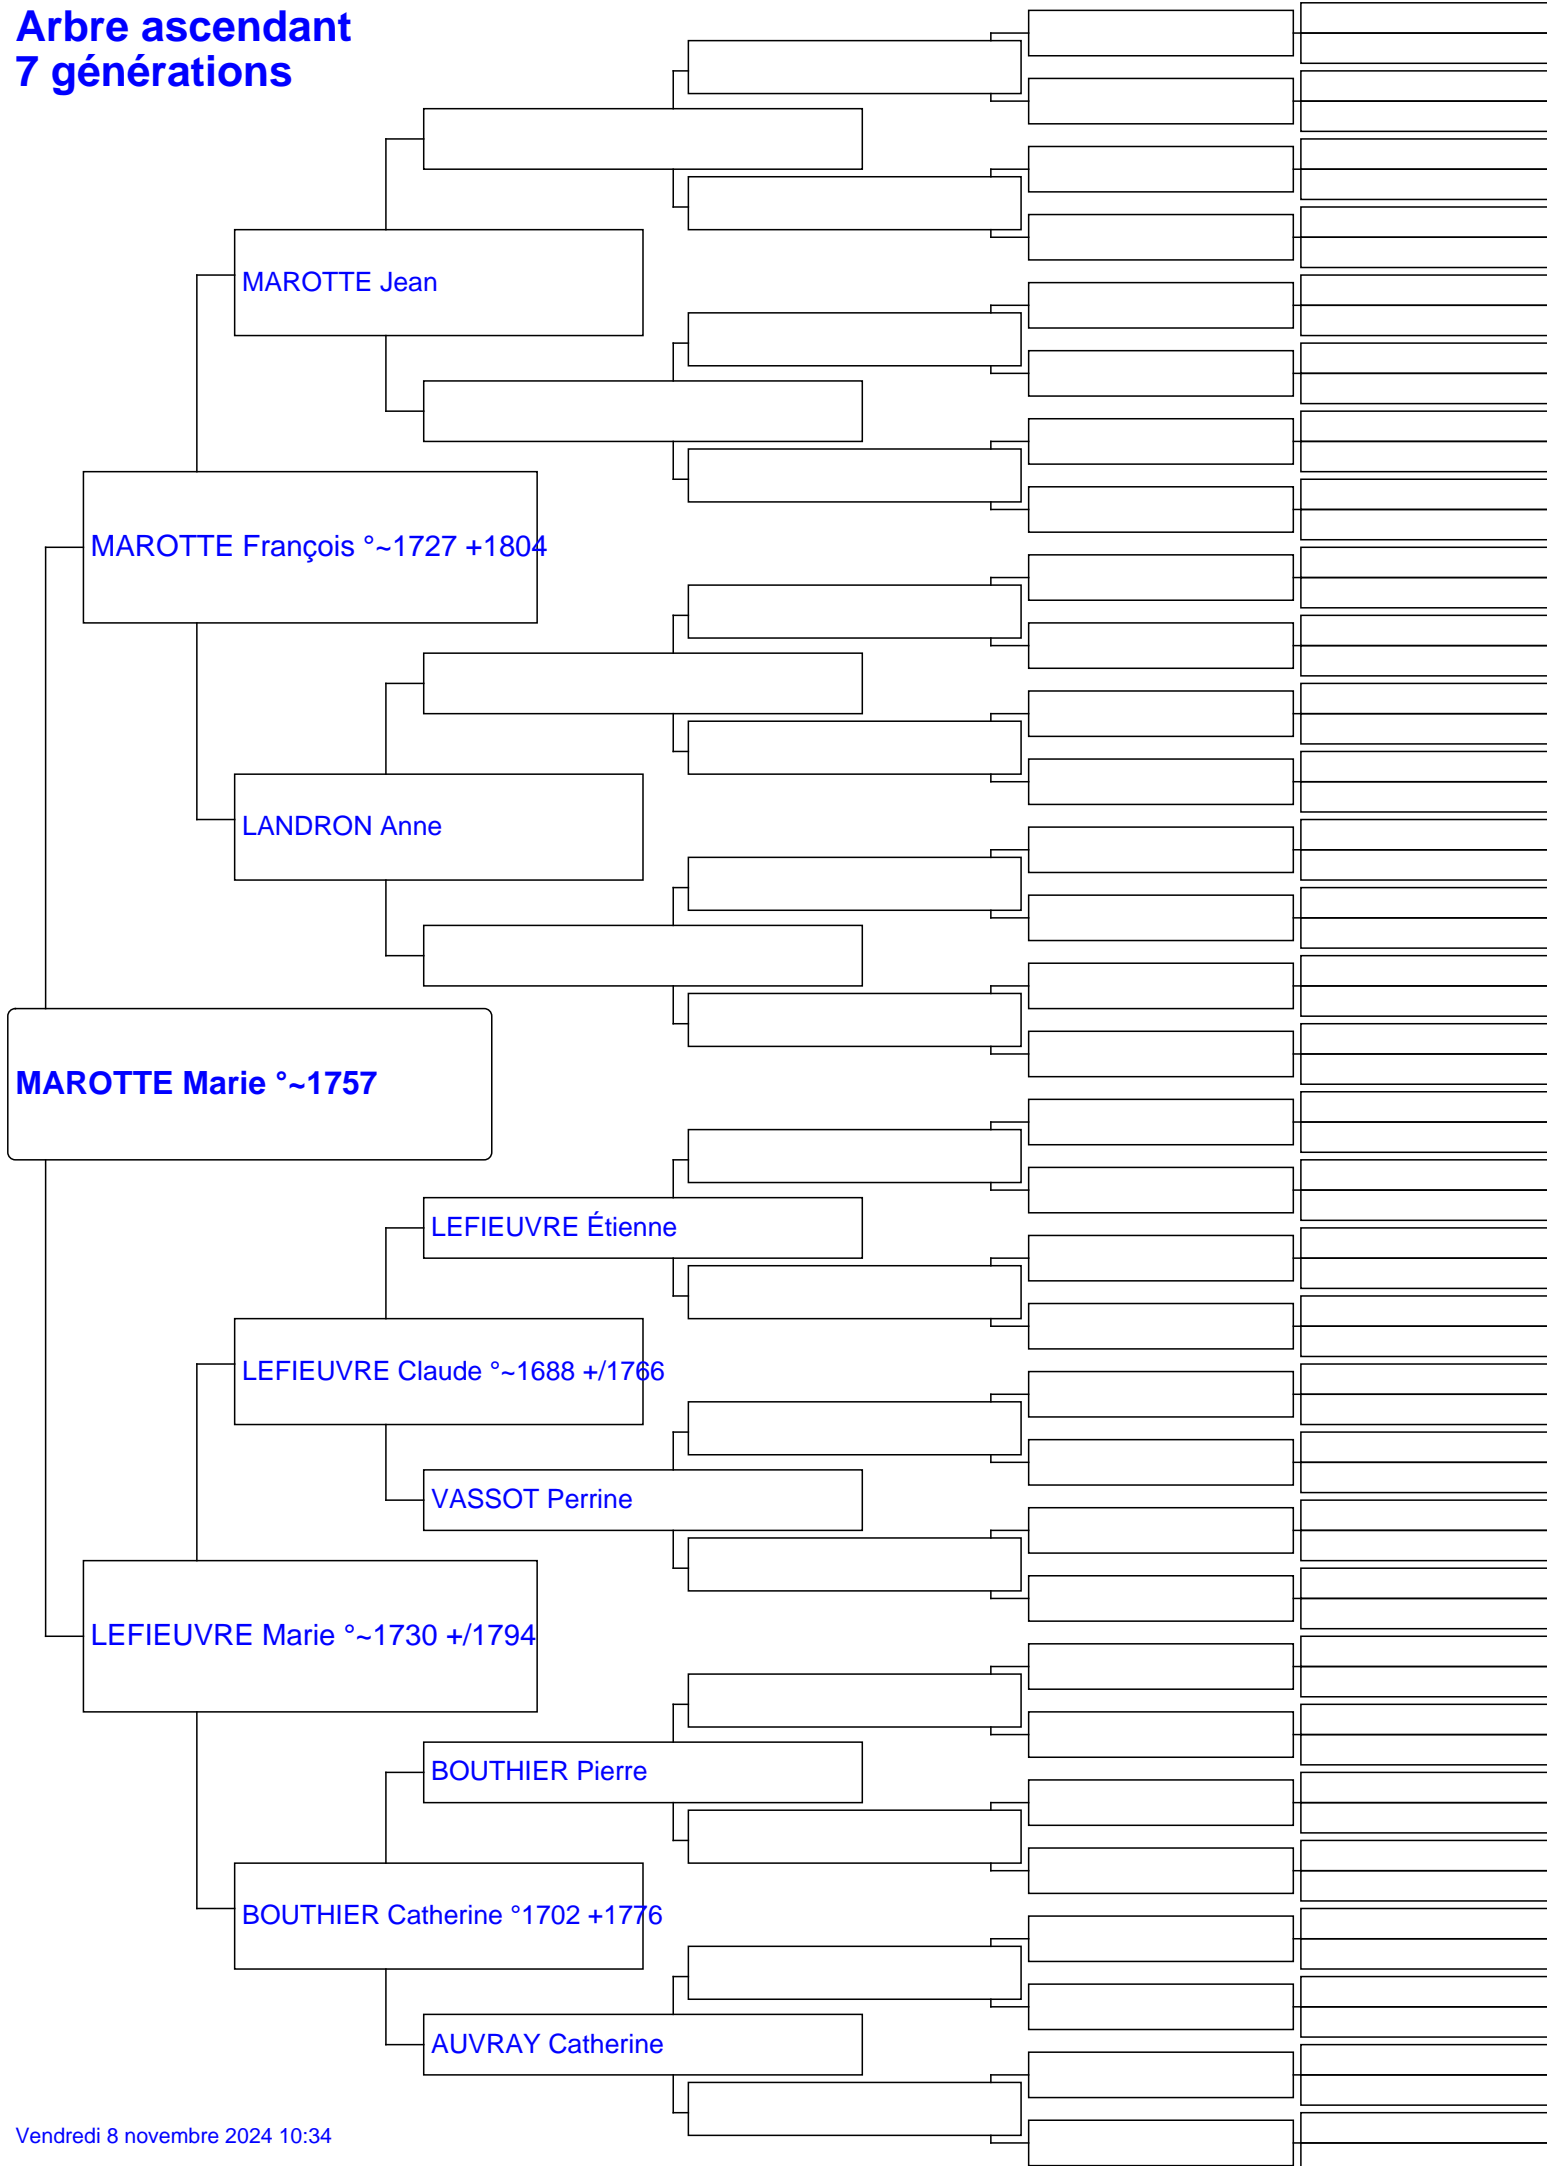 Arbre ascendant
7 générations
MAROTTE Jean
MAROTTE François °~1727 +1804
LANDRON Anne
MAROTTE Marie °~1757
LEFIEUVRE Étienne
LEFIEUVRE Claude °~1688 +/1766
VASSOT Perrine
LEFIEUVRE Marie °~1730 +/1794
BOUTHIER Pierre
BOUTHIER Catherine °1702 +1776
AUVRAY Catherine
Vendredi 8 novembre 2024 10:34